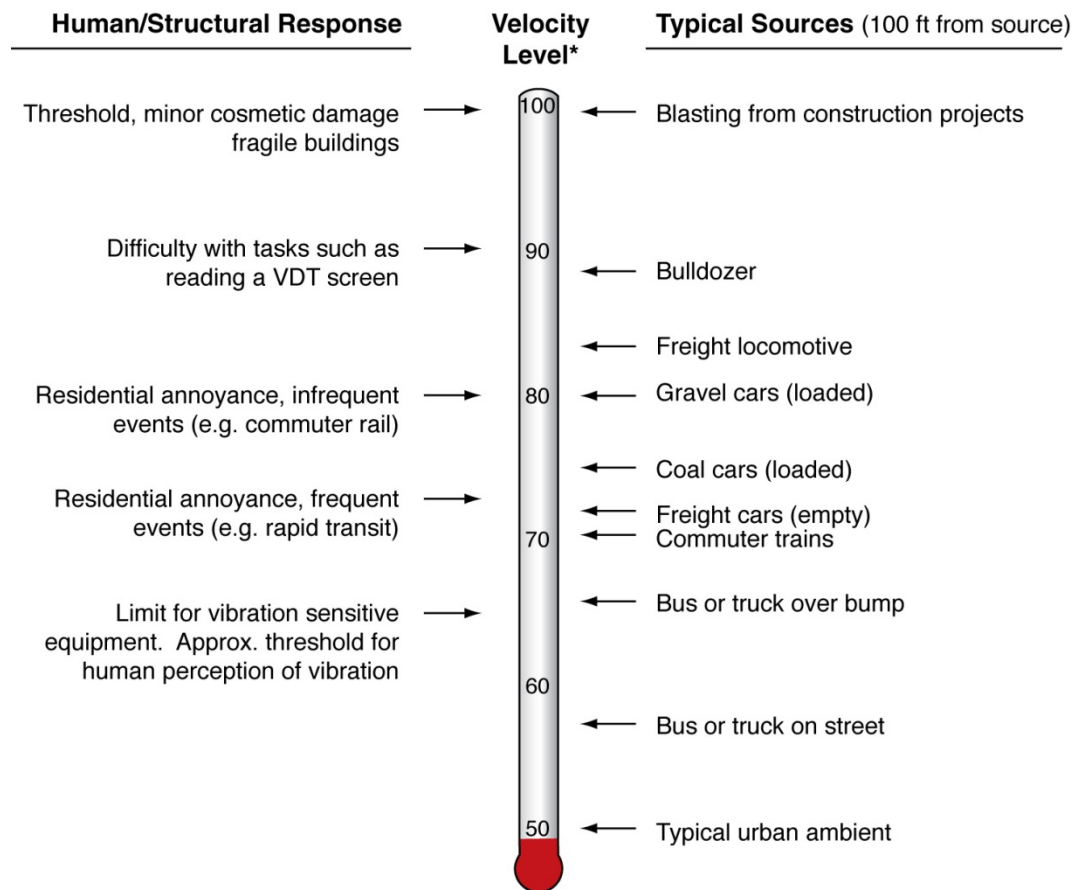 Human/Structural Response
Velocity
Level*
Typical Sources (100 ft from source)
Threshold, minor cosmetic damage
fragile buildings
100
Blasting from construction projects
Difficulty with tasks such as
reading a VDT screen
90
Bulldozer
Freight locomotive
Residential annoyance, infrequent
events (e.g. commuter rail)
80
Gravel cars (loaded)
Coal cars (loaded)
Residential annoyance, frequent
events (e.g. rapid transit)
Freight cars (empty)
70
Commuter trains
Limit for vibration sensitive
equipment. Approx. threshold for
human perception of vibration
Bus or truck over bump
60
Bus or truck on street
50
Typical urban ambient